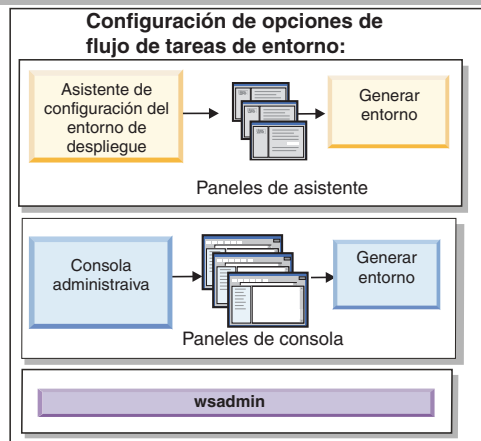 Configuración de opciones de
flujo de tareas de entorno:
Asistente de
configuración del
entorno de
despliegue
Generar
entorno
Paneles de asistente
Consola
administraiva
Generar
entorno
Paneles de consola
wsadmin